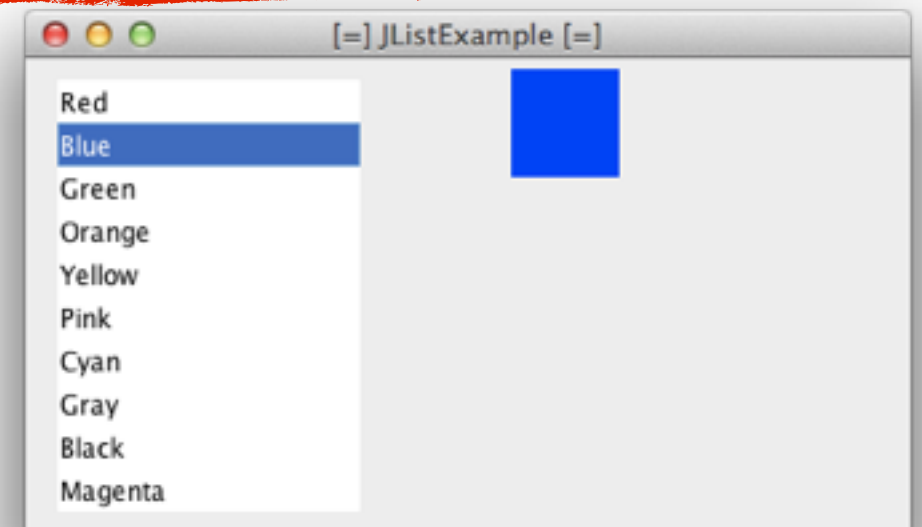 [=] JListExample [=]
Red
Blue
Green
Orange
Yellow
Pink
Cyan
Gray
Black
Magenta